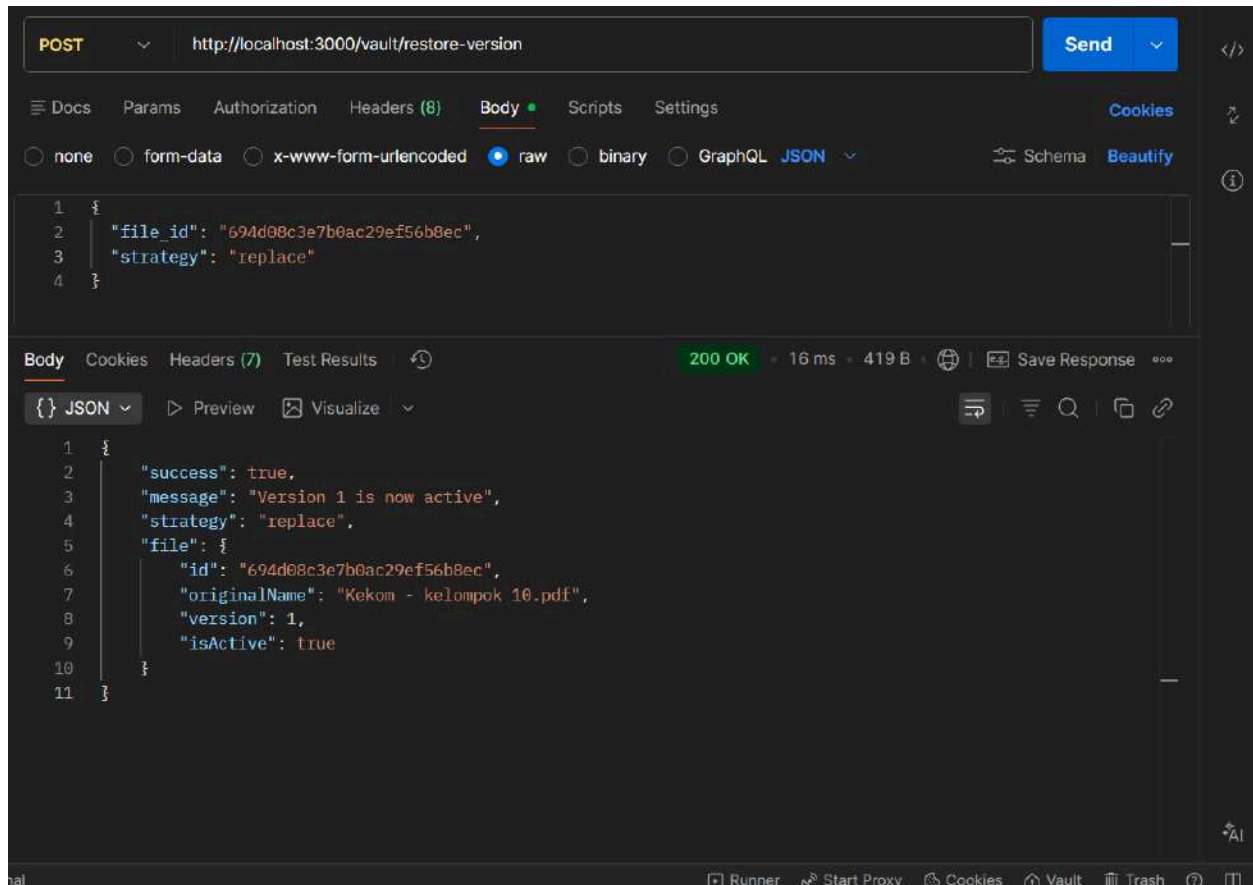 POST http://localhost:3000/vault/restore-version Send
Docs Params Authorization Headers (8) Body Scripts Settings Cookies
none form-data x-www-form-urlencoded raw binary GraphQL JSON Schema Beautify
1 {
2 "file_id": "694d08c3e7b0ac29ef56b8ec",
3 "strategy": "replace"
4 }
Body Cookies Headers (7) Test Results 200 OK 16 ms 419 B Save Response
{} JSON Preview Visualize
1 {
2 "success": true,
3 "message": "Version 1 is now active",
4 "strategy": "replace",
5 "file": {
6 "id": "694d08c3e7b0ac29ef56b8ec",
7 "originalName": "Kekom - kelompok 10.pdf",
8 "version": 1,
9 "isActive": true
10 }
11 }
AI
nal Runner Start Proxy Cookies Vault Trash